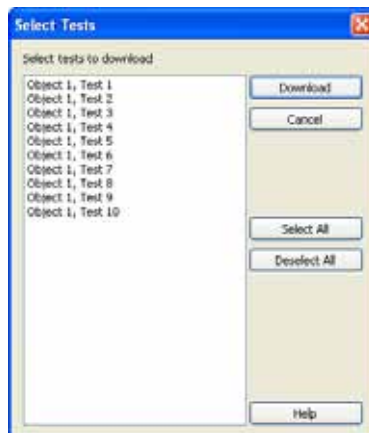 Select Tests
Select tests to download
Object 1, Test 1
Object 1, Test 2
Object 1, Test 3
Object 1, Test 4
Object 1, Test 5
Object 1, Test 6
Object 1, Test 7
Object 1, Test 8
Object 1, Test 9
Object 1, Test 10
Download
Cancel
Select All
Deselect All
Help